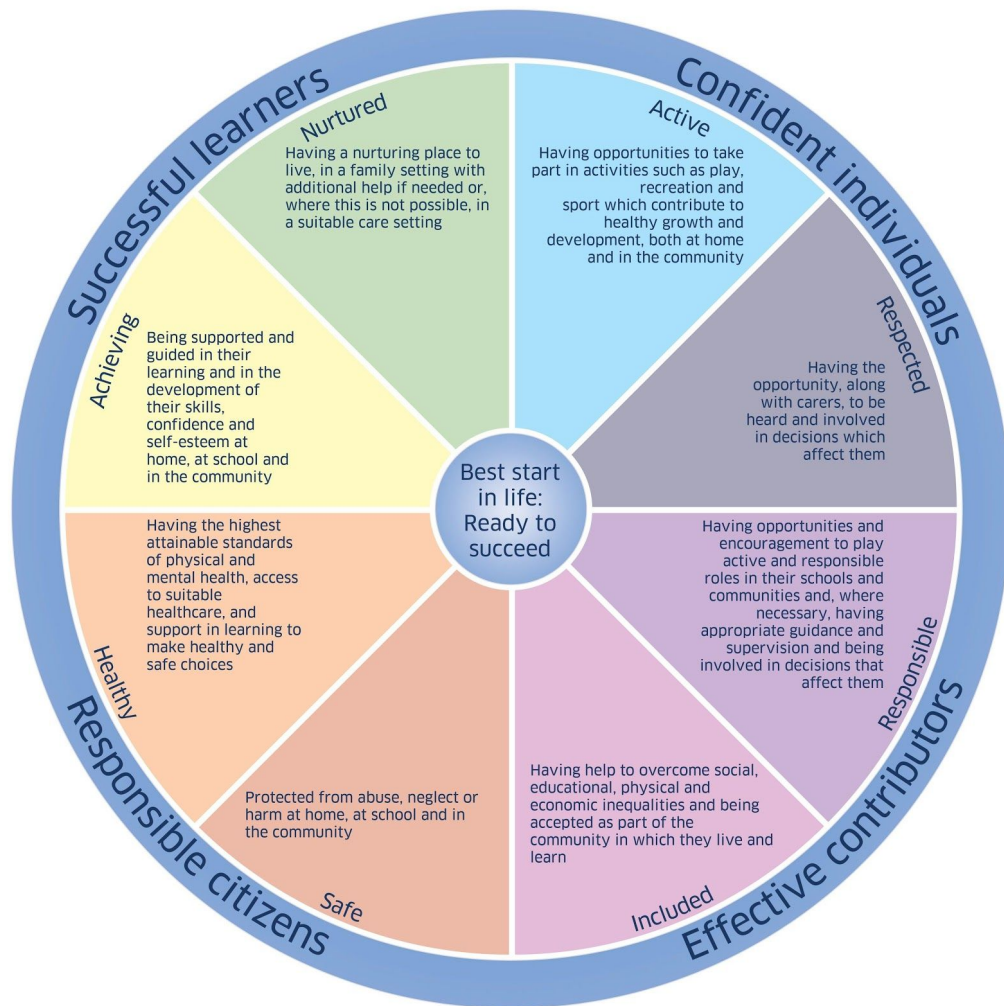 Successful learners
Confident individuals
Nurtured
Having a nurturing place to
live, in a family setting with
additional help if needed or,
where this is not possible, in
a suitable care setting
Active
Having opportunities to take
part in activities such as play,
recreation and
sport which contribute to
healthy growth and
development, both at home
and in the community
Achieving
Being supported and
guided in their
learning and in the
development of
their skills,
confidence and
self-esteem at
home, at school and
in the community
Respected
Having the
opportunity, along
with carers, to be
heard and involved
in decisions which
affect them
Best start
in life:
Ready to
succeed
Healthy
Having the highest
attainable standards
of physical and
mental health, access
to suitable
healthcare, and
support in learning to
make healthy and
safe choices
Responsible
Having opportunities and
encouragement to play
active and responsible
roles in their schools and
communities and, where
necessary, having
appropriate guidance and
supervision and being
involved in decisions that
affect them
Protected from abuse, neglect or
harm at home, at school and in
the community
Safe
Having help to overcome social,
educational, physical and
economic inequalities and being
accepted as part of the
community in which they live and
learn
Included
Responsible citizens
Effective contributors